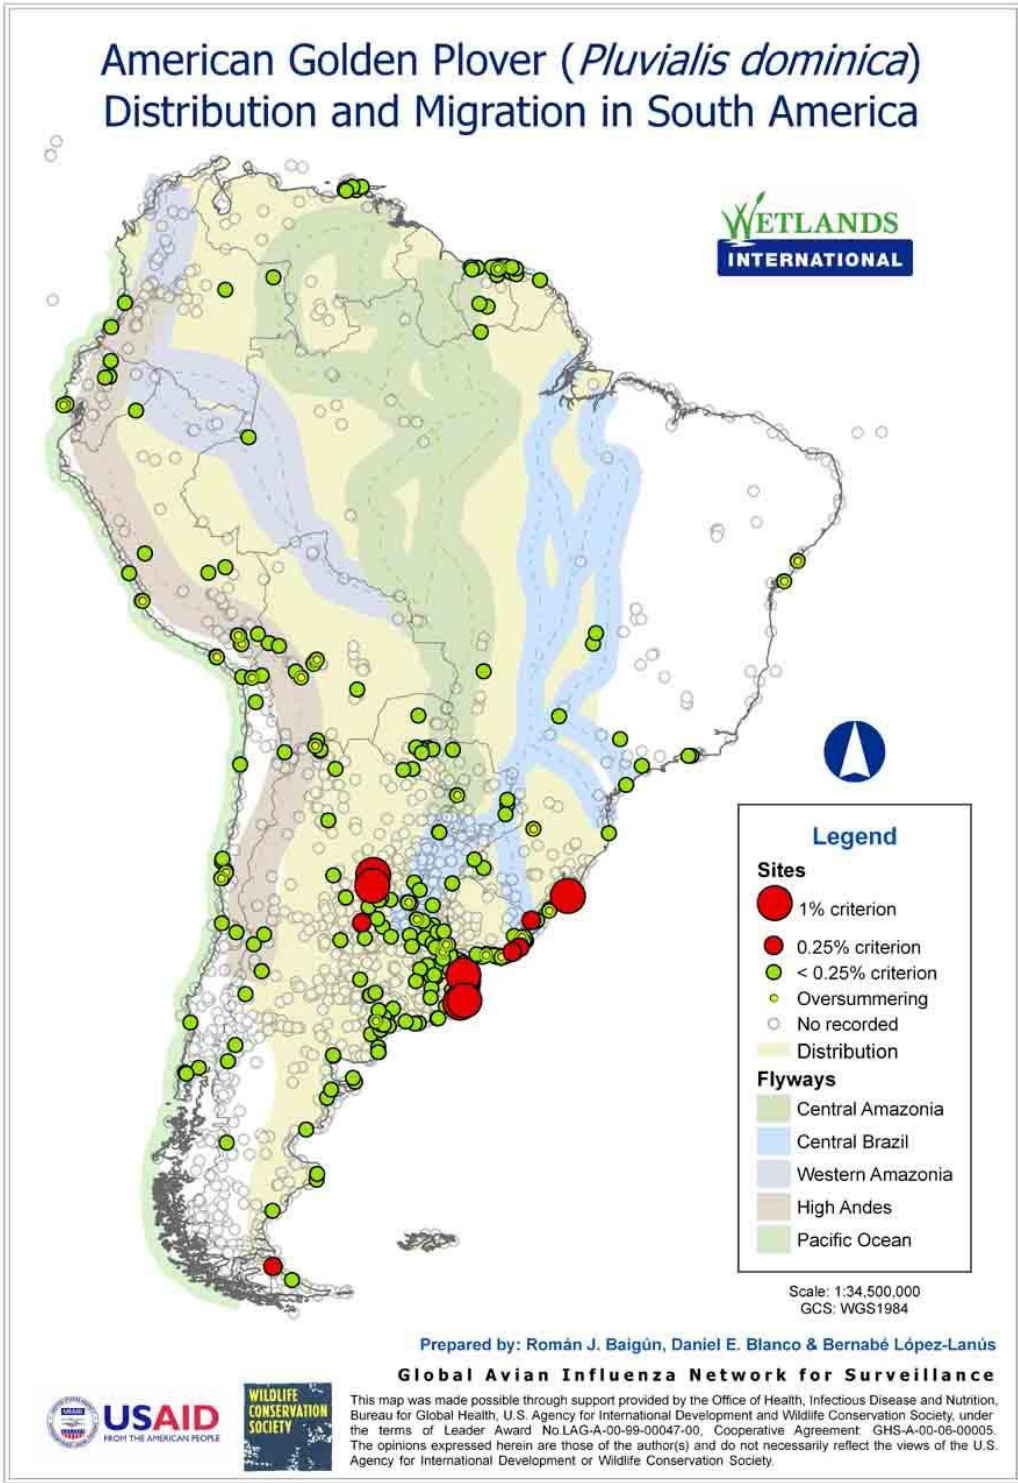 American Golden Plover (Pluvialis dominica)
Distribution and Migration in South America
WETLANDS
INTERNATIONAL
Legend
Sites
1% criterion
0.25% criterion
< 0.25% criterion
Oversummering
No recorded
Distribution
Flyways
Central Amazonia
Central Brazil
Western Amazonia
High Andes
Pacific Ocean
Scale: 1:34,500,000
GCS: WGS1984
Prepared by: Román J. Baigún, Daniel E. Blanco & Bernabé López-Lanús
Global Avian Influenza Network for Surveillance
USAID
FROM THE AMERICAN PEOPLE
WILDLIFE
CONSERVATION
SOCIETY
This map was made possible through support provided by the Office of Health, Infectious Disease and Nutrition,
Bureau for Global Health, U.S. Agency for International Development and Wildlife Conservation Society, under
the terms of Leader Award No.LAG-A-00-99-00047-00, Cooperative Agreement GHS-A-00-06-00005.
The opinions expressed herein are those of the author(s) and do not necessarily reflect the views of the U.S.
Agency for International Development or Wildlife Conservation Society.